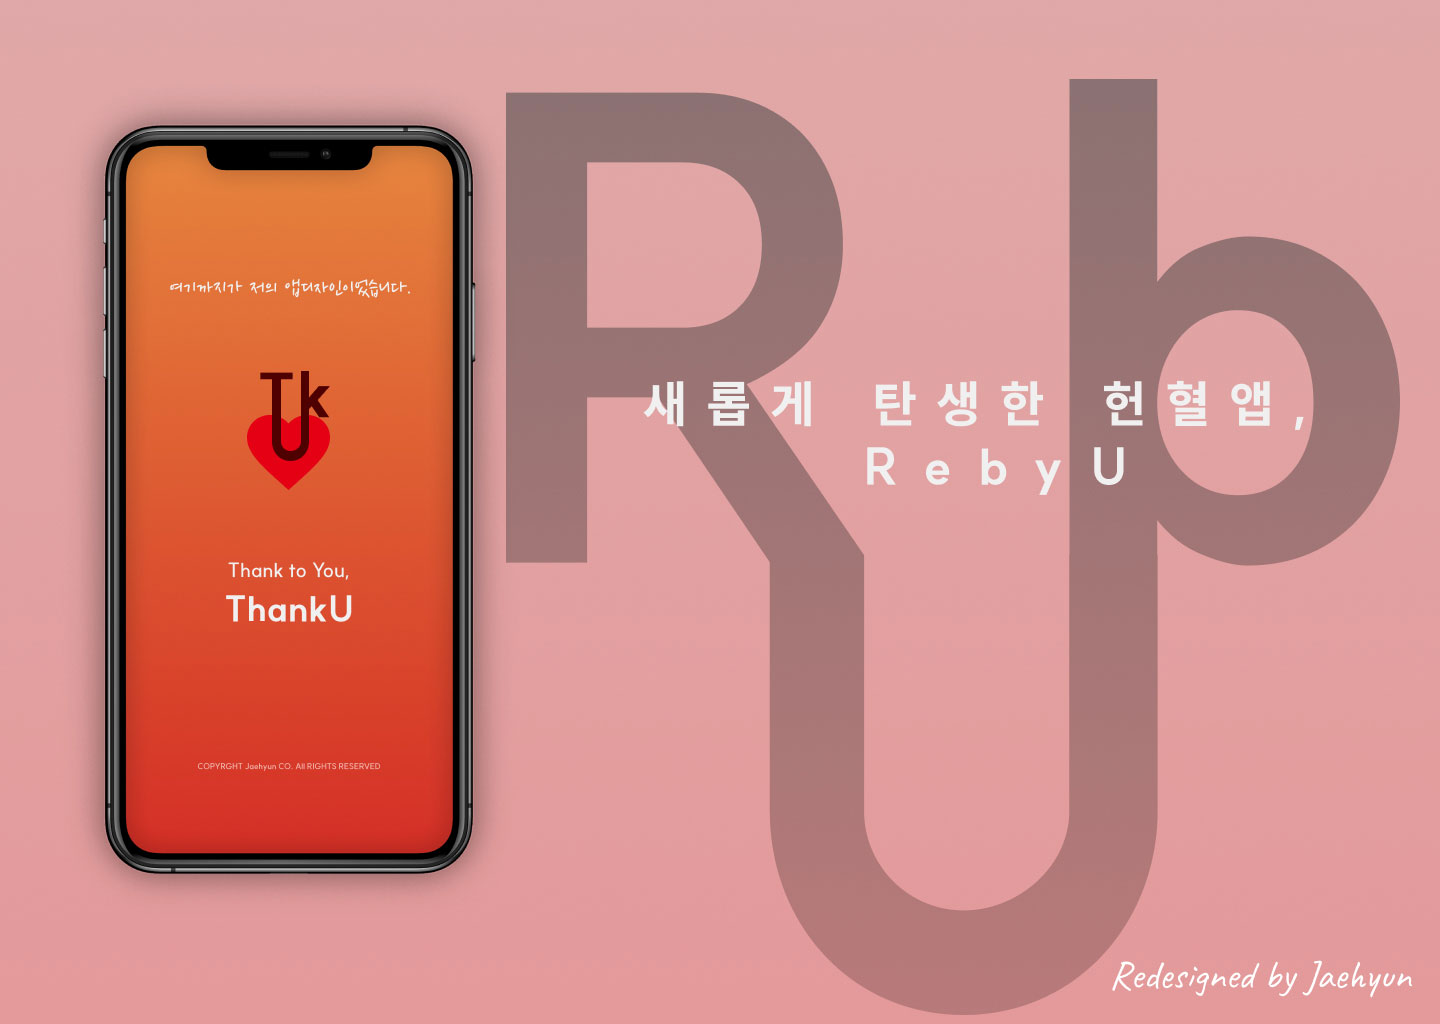 여기까지가 저의 앱디자인이었습니다.
Tk
U
Thank to You,
ThankU
COPYRGHT Jaehyun CO. All RIGHTS RESERVED
Rb
U
새롭게 탄생한 헌혈앱,
RebyU
Redesigned by Jaehyun